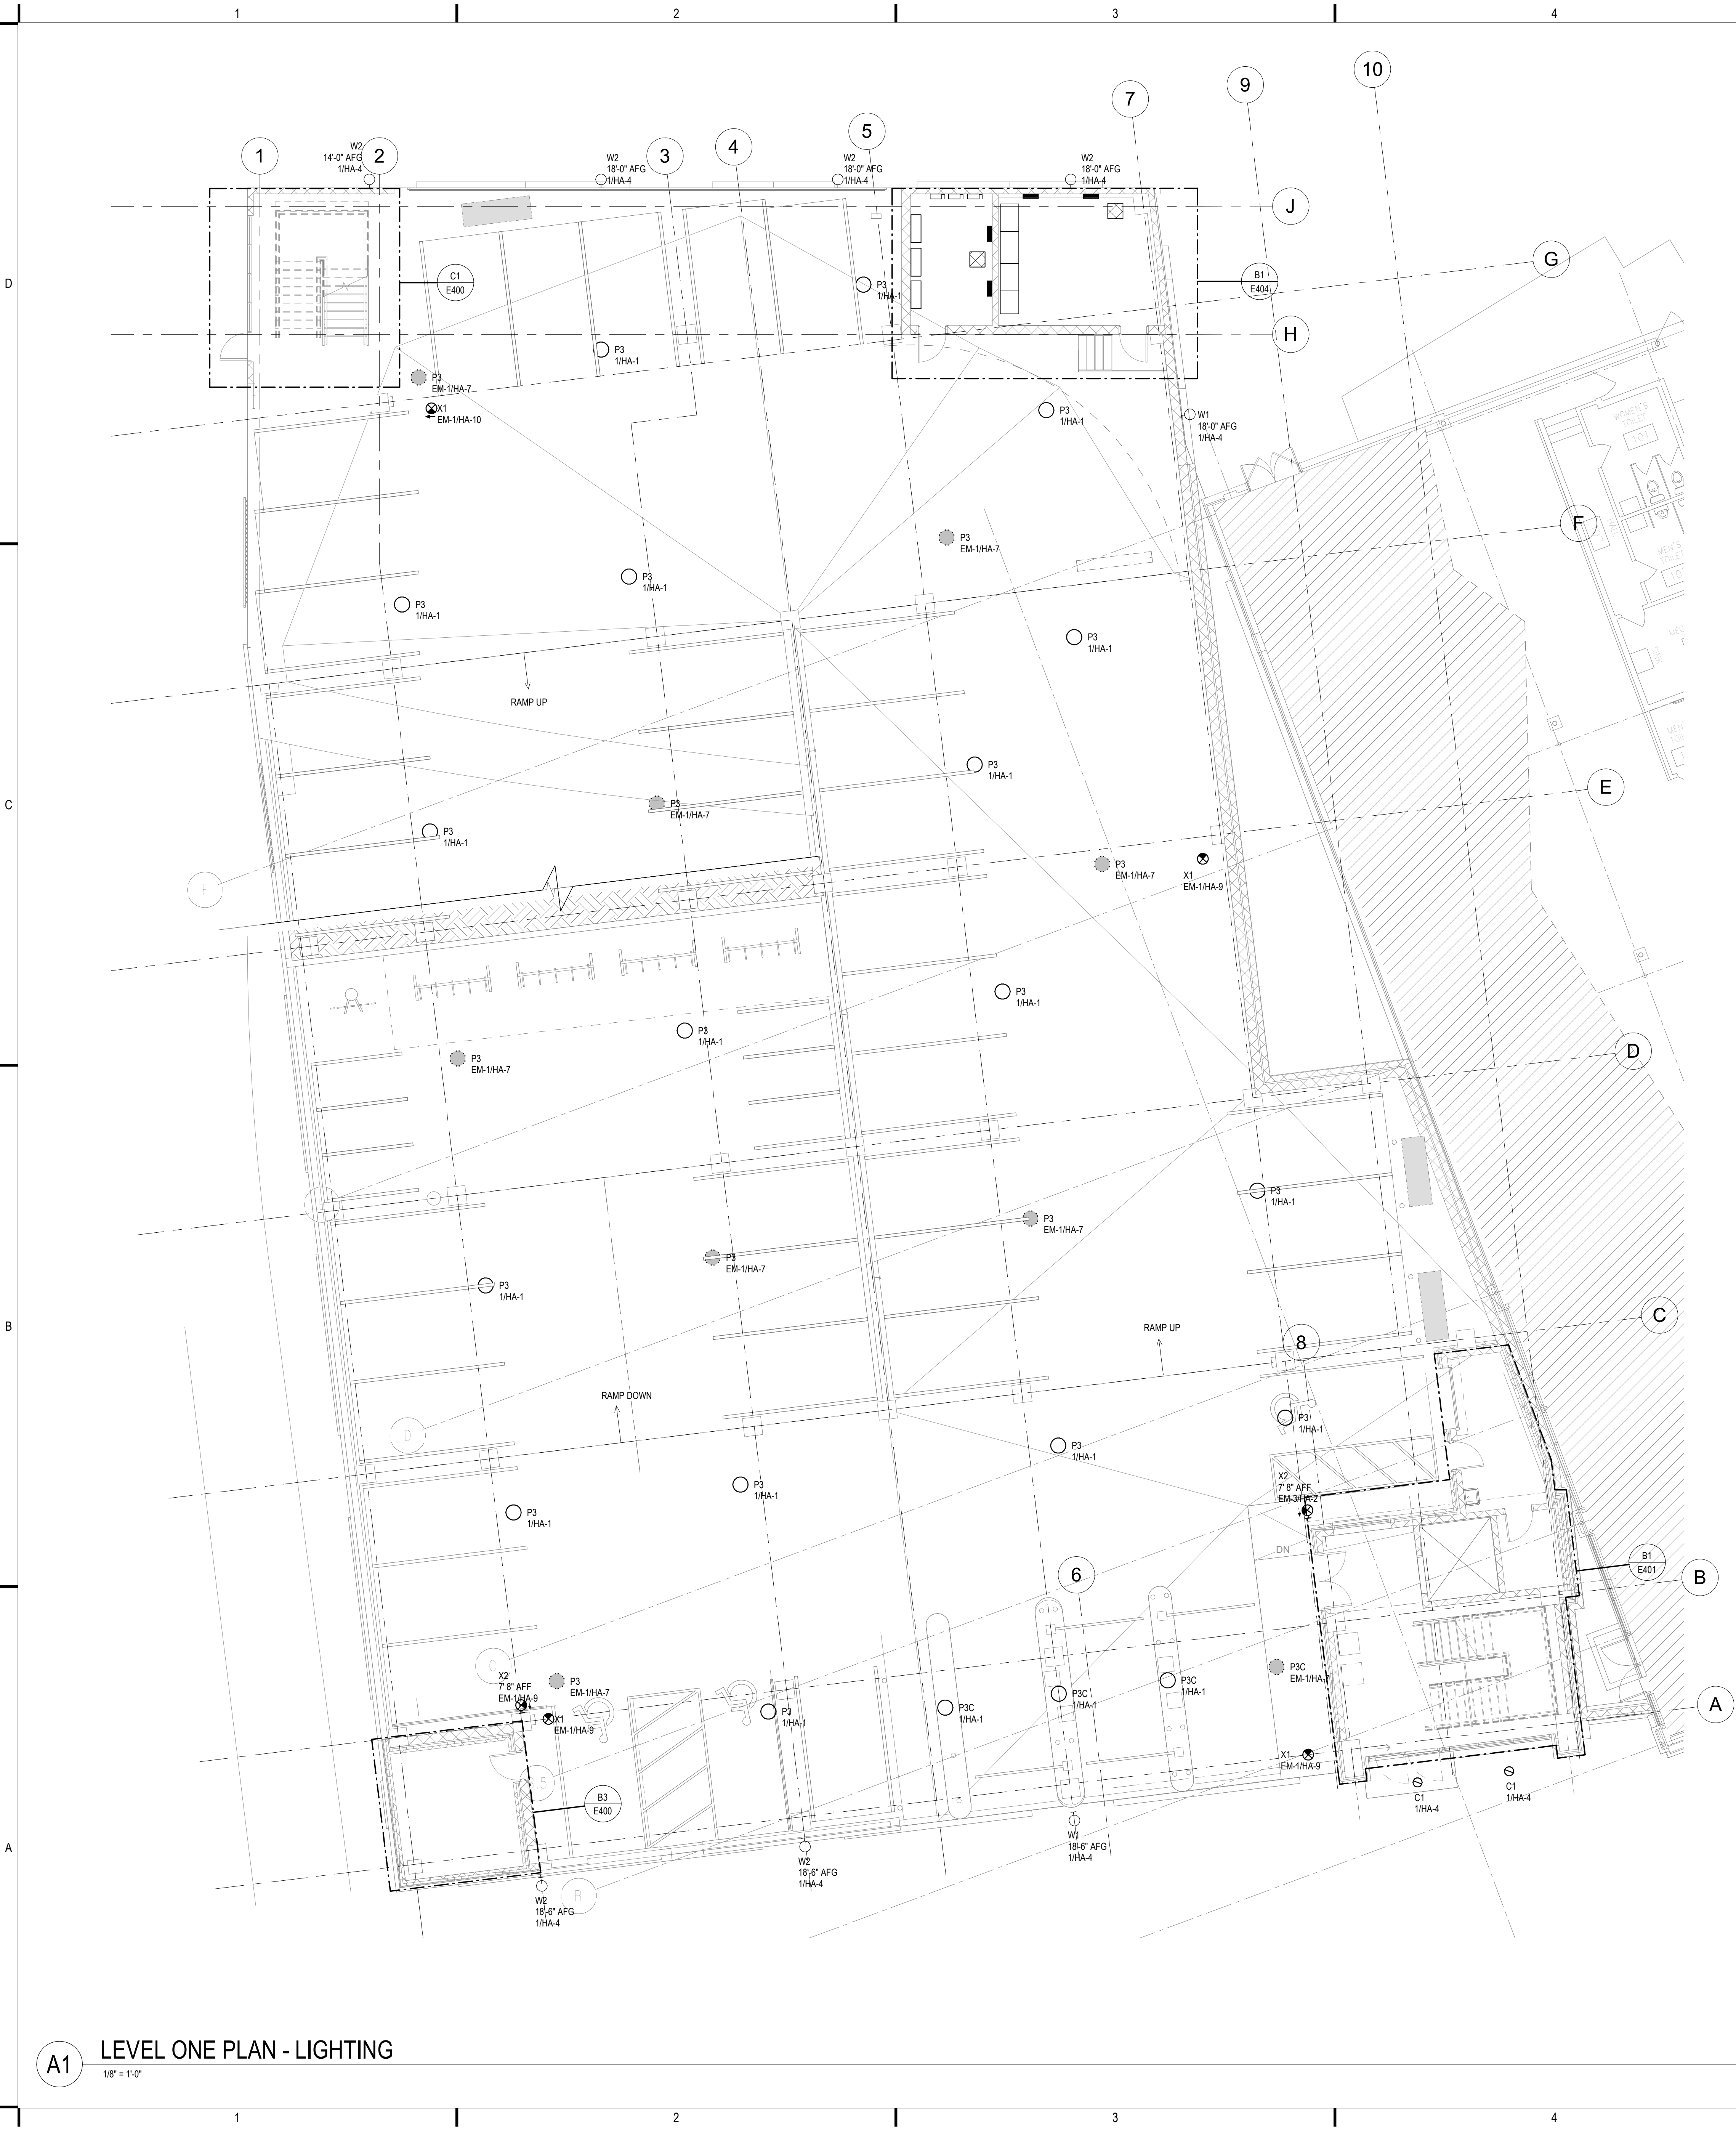 1
2
3
4
10
9
7
5
4
3
2
1
W2
14'-0" AFG
1/HA-4
W2
18'-0" AFG
1/HA-4
W2
18'-0" AFG
1/HA-4
W2
18'-0" AFG
1/HA-4
J
G
D
C1
E400
B1
E404
P3
1/HA-1
H
P3
1/HA-1
P3
EM-1/HA-7
X1
EM-1/HA-10
P3
1/HA-1
W1
18'-0" AFG
1/HA-4
WOMEN'S
TOILET
101
F
P3
EM-1/HA-7
MEN'S
TOILET
P3
1/HA-1
P3
1/HA-1
P3
1/HA-1
RAMP UP
P3
1/HA-1
E
C
P3
EM-1/HA-7
P3
1/HA-1
P3
EM-1/HA-7
X1
EM-1/HA-9
F
P3
1/HA-1
P3
1/HA-1
P3
EM-1/HA-7
D
P3
1/HA-1
P3
EM-1/HA-7
P3
EM-1/HA-7
P3
1/HA-1
C
B
RAMP UP
8
RAMP DOWN
P3
1/HA-1
D
P3
1/HA-1
P3
1/HA-1
X2
7' 8" AFF
EM-3/HA-2
P3
1/HA-1
DN
B1
E401
6
B
C
X2
7' 8" AFF
EM-1/HA-9
P3
EM-1/HA-7
P3C
EM-1/HA-7
P3C
1/HA-1
P3C
1/HA-1
P3C
1/HA-1
P3
1/HA-1
X1
EM-1/HA-9
A
X1
EM-1/HA-9
C1
1/HA-4
C1
1/HA-4
B3
E400
A
W1
18'-6" AFG
1/HA-4
W2
18'-6" AFG
1/HA-4
B
W2
18'-6" AFG
1/HA-4
A1
LEVEL ONE PLAN - LIGHTING
1/8" = 1'-0"
1
2
3
4